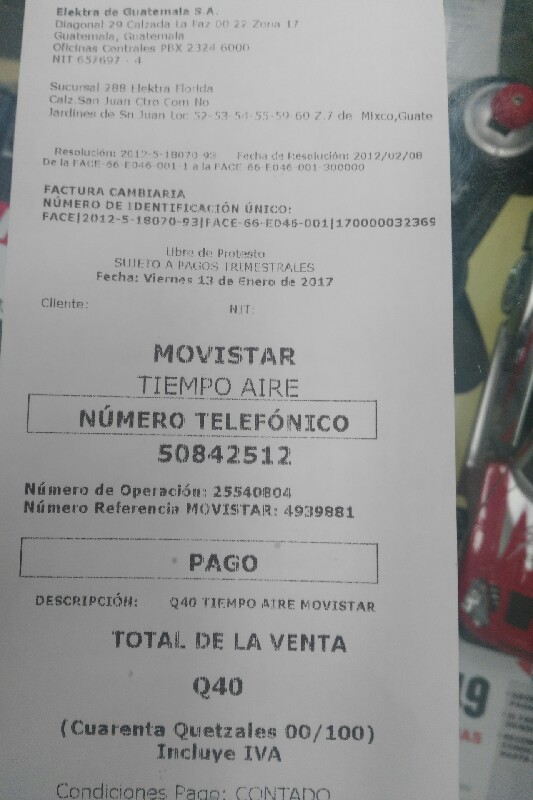 Elektra de Guatemala S.A.
Diagonal 29 Calzada La Paz 00 22 Zona 17
Guatemala, Guatemala
Oficinas Centrales PBX 2324 6000
NIT 657697 - 4
Sucursal 288 Elektra Florida
Calz.San Juan Ctro Com No
Jardines de Sn Juan Loc 52-53-54-55-59-60 Z.7 de Mixco,Guate
Resolución: 2012-5-18070-93 Fecha de Resolución: 2012/02/08
De la FACE-66-E046-001-1 a la FACE-66-E046-001-300000
FACTURA CAMBIARIA
NÚMERO DE IDENTIFICACIÓN ÚNICO:
FACE|2012-5-18070-93|FACE-66-E046-001|170000032369
Libre de Protesto
SUJETO A PAGOS TRIMESTRALES
Fecha: Viernes 13 de Enero de 2017
Cliente: NIT:
MOVISTAR
TIEMPO AIRE
NÚMERO TELEFÓNICO
50842512
Número de Operación: 25540804
Número Referencia MOVISTAR: 4939881
PAGO
DESCRIPCIÓN: Q40 TIEMPO AIRE MOVISTAR
TOTAL DE LA VENTA
Q40
(Cuarenta Quetzales 00/100)
Incluye IVA
Condiciones Pago: CONTADO